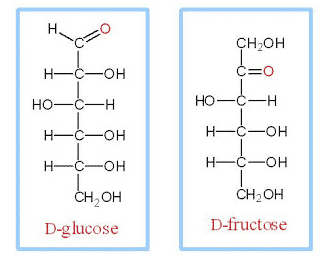 H O
C
H C OH
HO C H
H C OH
H C OH
CH₂OH
D-glucose
CH₂OH
C=O
HO C H
H C OH
H C OH
CH₂OH
D-fructose